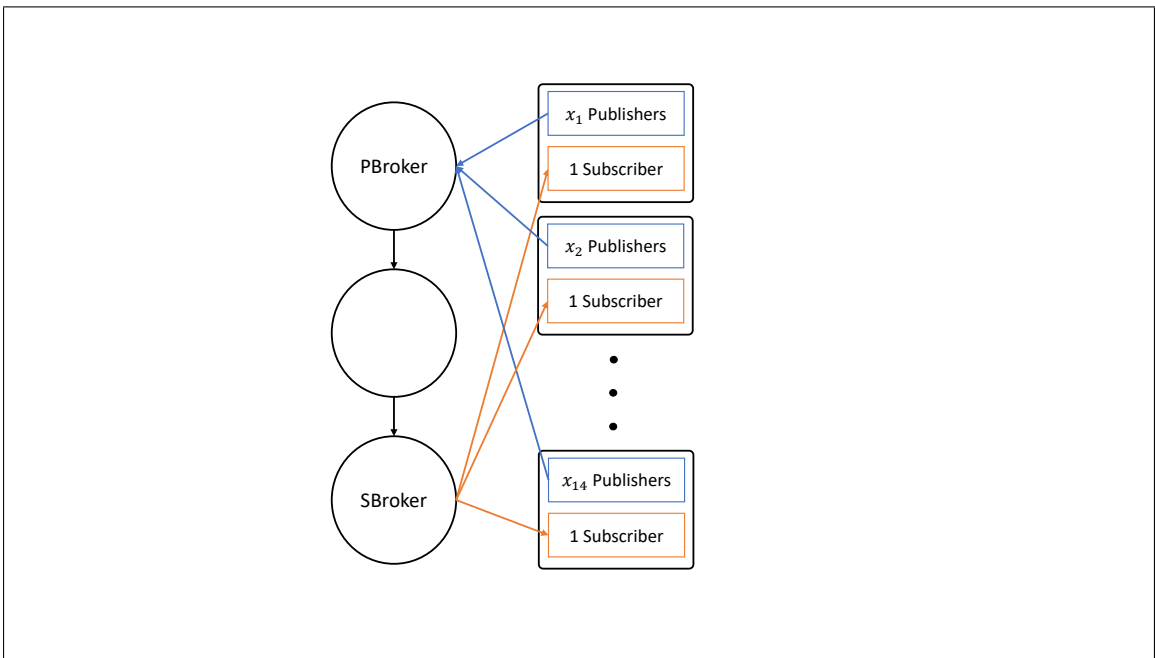 PBroker
SBroker
x₁ Publishers
1 Subscriber
x₂ Publishers
1 Subscriber
x₁₄ Publishers
1 Subscriber